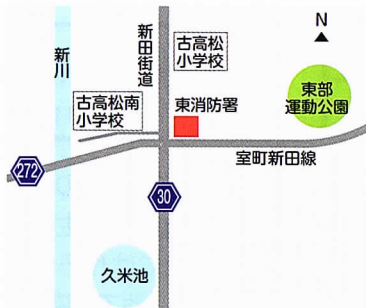 新川
新田街道
古高松
小学校
N
古高松南
小学校
東消防署
東部
運動公園
室町新田線
272
30
久米池